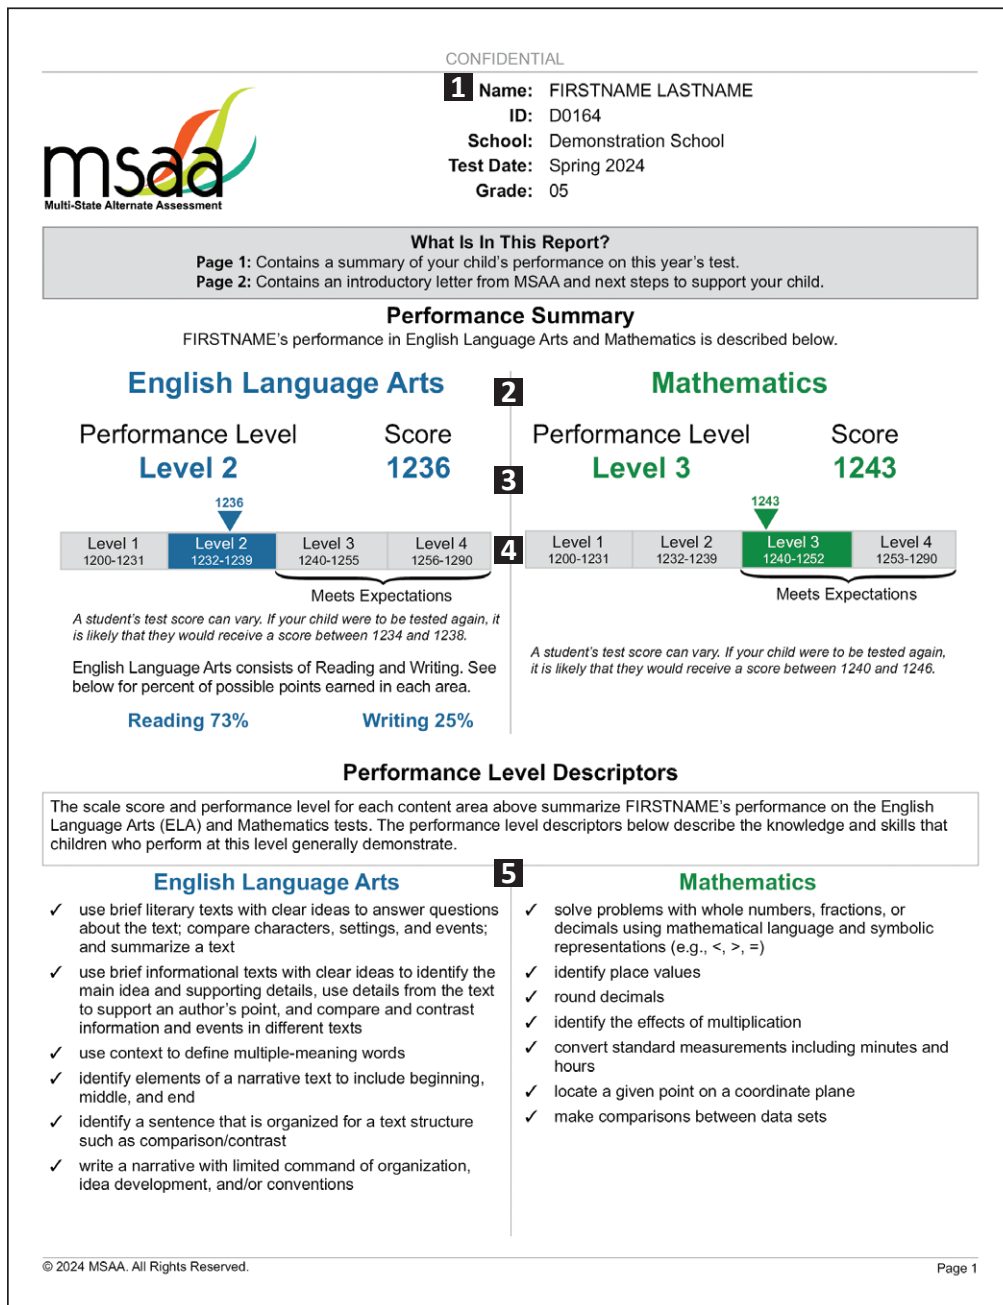 CONFIDENTIAL
msaa
Multi-State Alternate Assessment
1
Name: FIRSTNAME LASTNAME
ID: D0164
School: Demonstration School
Test Date: Spring 2024
Grade: 05
What Is In This Report?
Page 1: Contains a summary of your child's performance on this year's test.
Page 2: Contains an introductory letter from MSAA and next steps to support your child.
Performance Summary
FIRSTNAME's performance in English Language Arts and Mathematics is described below.
2
English Language Arts
Performance Level Score
Level 2 1236
3
1236
4
Level 1 Level 2 Level 3 Level 4
1200-1231 1232-1239 1240-1255 1256-1290
Meets Expectations
A student's test score can vary. If your child were to be tested again, it
is likely that they would receive a score between 1234 and 1238.
English Language Arts consists of Reading and Writing. See
below for percent of possible points earned in each area.
Reading 73% Writing 25%
Mathematics
Performance Level Score
Level 3 1243
1243
Level 1 Level 2 Level 3 Level 4
1200-1231 1232-1239 1240-1252 1253-1290
Meets Expectations
A student's test score can vary. If your child were to be tested again,
it is likely that they would receive a score between 1240 and 1246.
Performance Level Descriptors
The scale score and performance level for each content area above summarize FIRSTNAME's performance on the English
Language Arts (ELA) and Mathematics tests. The performance level descriptors below describe the knowledge and skills that
children who perform at this level generally demonstrate.
5
English Language Arts
✓ use brief literary texts with clear ideas to answer questions
about the text; compare characters, settings, and events;
and summarize a text
✓ use brief informational texts with clear ideas to identify the
main idea and supporting details, use details from the text
to support an author's point, and compare and contrast
information and events in different texts
✓ use context to define multiple-meaning words
✓ identify elements of a narrative text to include beginning,
middle, and end
✓ identify a sentence that is organized for a text structure
such as comparison/contrast
✓ write a narrative with limited command of organization,
idea development, and/or conventions
Mathematics
✓ solve problems with whole numbers, fractions, or
decimals using mathematical language and symbolic
representations (e.g., <, >, =)
✓ identify place values
✓ round decimals
✓ identify the effects of multiplication
✓ convert standard measurements including minutes and
hours
✓ locate a given point on a coordinate plane
✓ make comparisons between data sets
© 2024 MSAA. All Rights Reserved.
Page 1